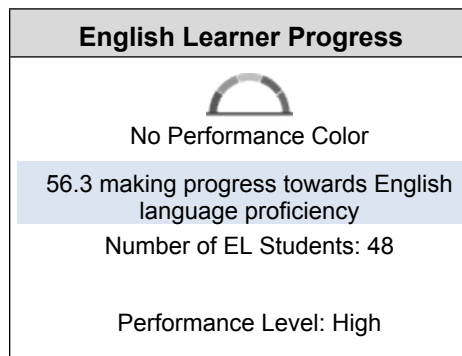 English Learner Progress
No Performance Color
56.3 making progress towards English
language proficiency
Number of EL Students: 48
Performance Level: High